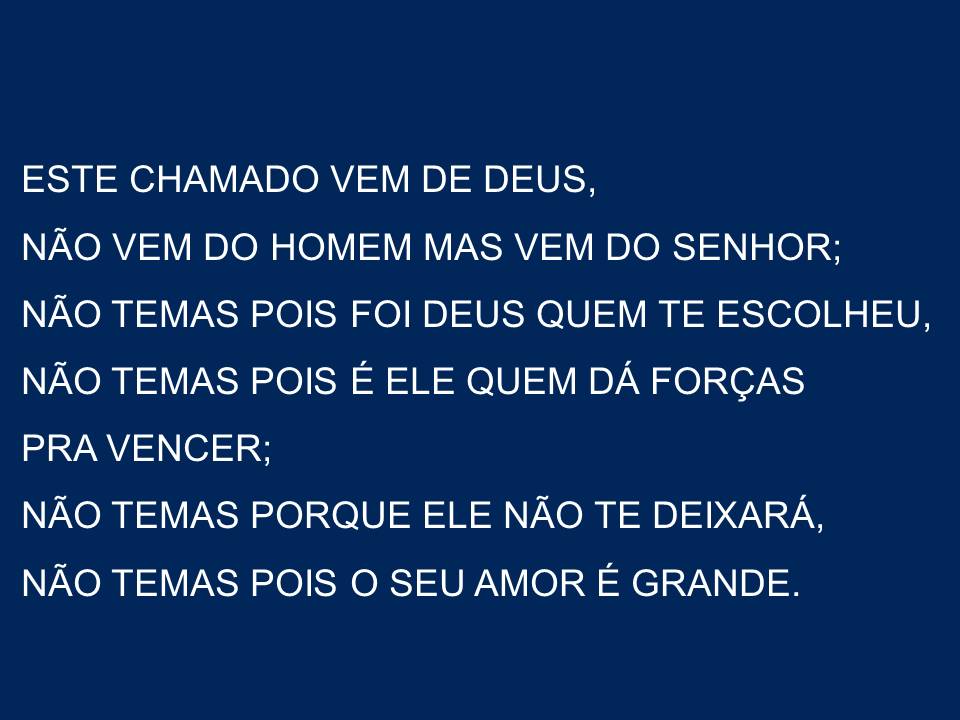 ESTE CHAMADO VEM DE DEUS,
NÃO VEM DO HOMEM MAS VEM DO SENHOR;
NÃO TEMAS POIS FOI DEUS QUEM TE ESCOLHEU,
NÃO TEMAS POIS É ELE QUEM DÁ FORÇAS
PRA VENCER;
NÃO TEMAS PORQUE ELE NÃO TE DEIXARÁ,
NÃO TEMAS POIS O SEU AMOR É GRANDE.